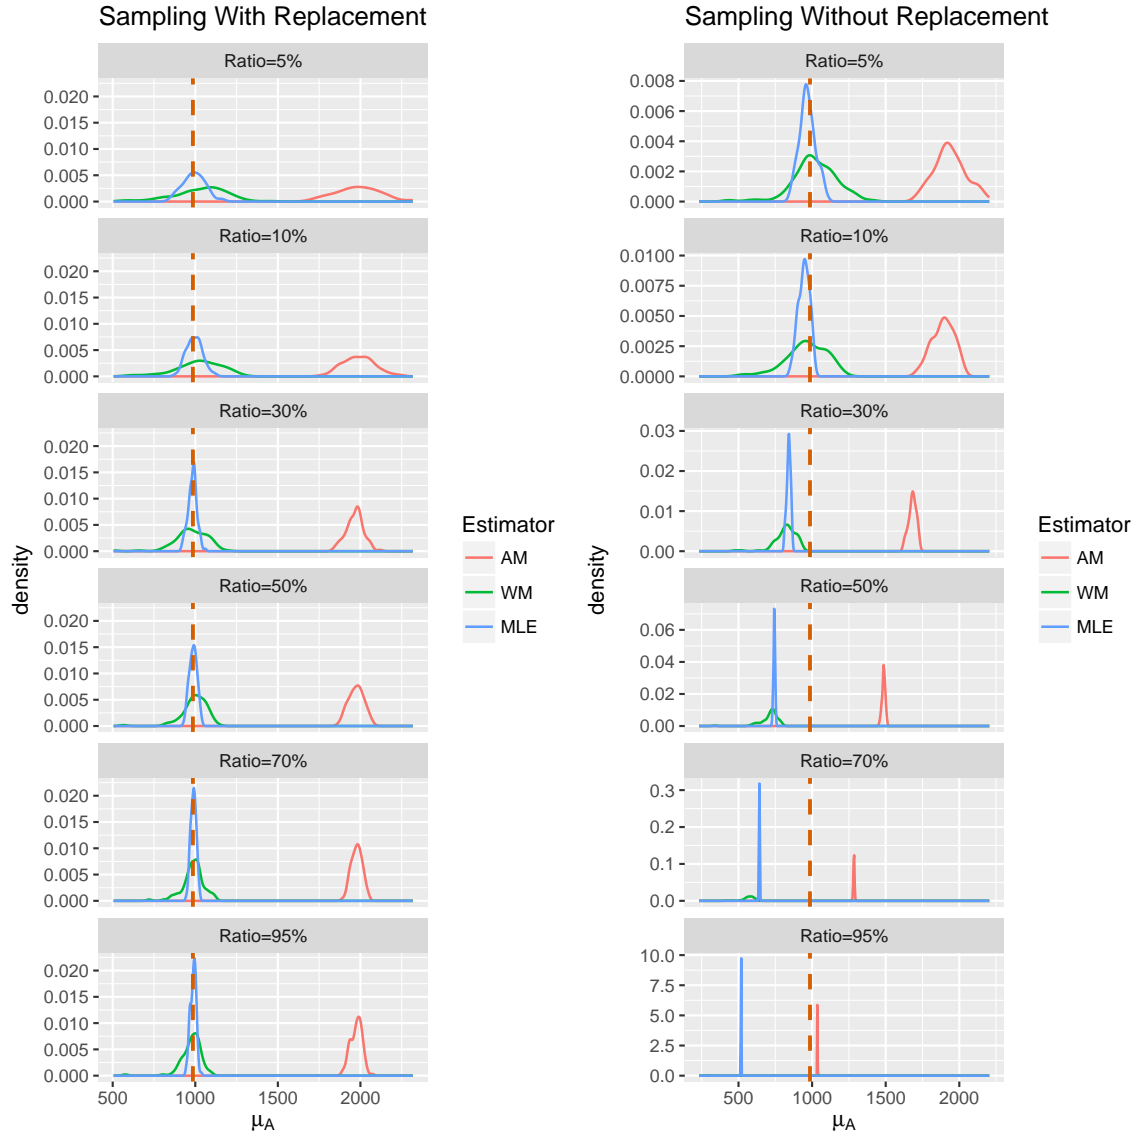 Sampling With Replacement
Ratio=5%
0.020
0.015
0.010
0.005
0.000
Ratio=10%
0.020
0.015
0.010
0.005
0.000
Ratio=30%
0.020
0.015
0.010
0.005
0.000
Ratio=50%
0.020
0.015
0.010
0.005
0.000
Ratio=70%
0.020
0.015
0.010
0.005
0.000
Ratio=95%
0.020
0.015
0.010
0.005
0.000
500 1000 1500 2000
μA
density
Estimator
AM
WM
MLE
Sampling Without Replacement
Ratio=5%
0.008
0.006
0.004
0.002
0.000
Ratio=10%
0.0100
0.0075
0.0050
0.0025
0.0000
Ratio=30%
0.03
0.02
0.01
0.00
Ratio=50%
0.06
0.04
0.02
0.00
Ratio=70%
0.3
0.2
0.1
0.0
Ratio=95%
10.0
7.5
5.0
2.5
0.0
500 1000 1500 2000
μA
density
Estimator
AM
WM
MLE